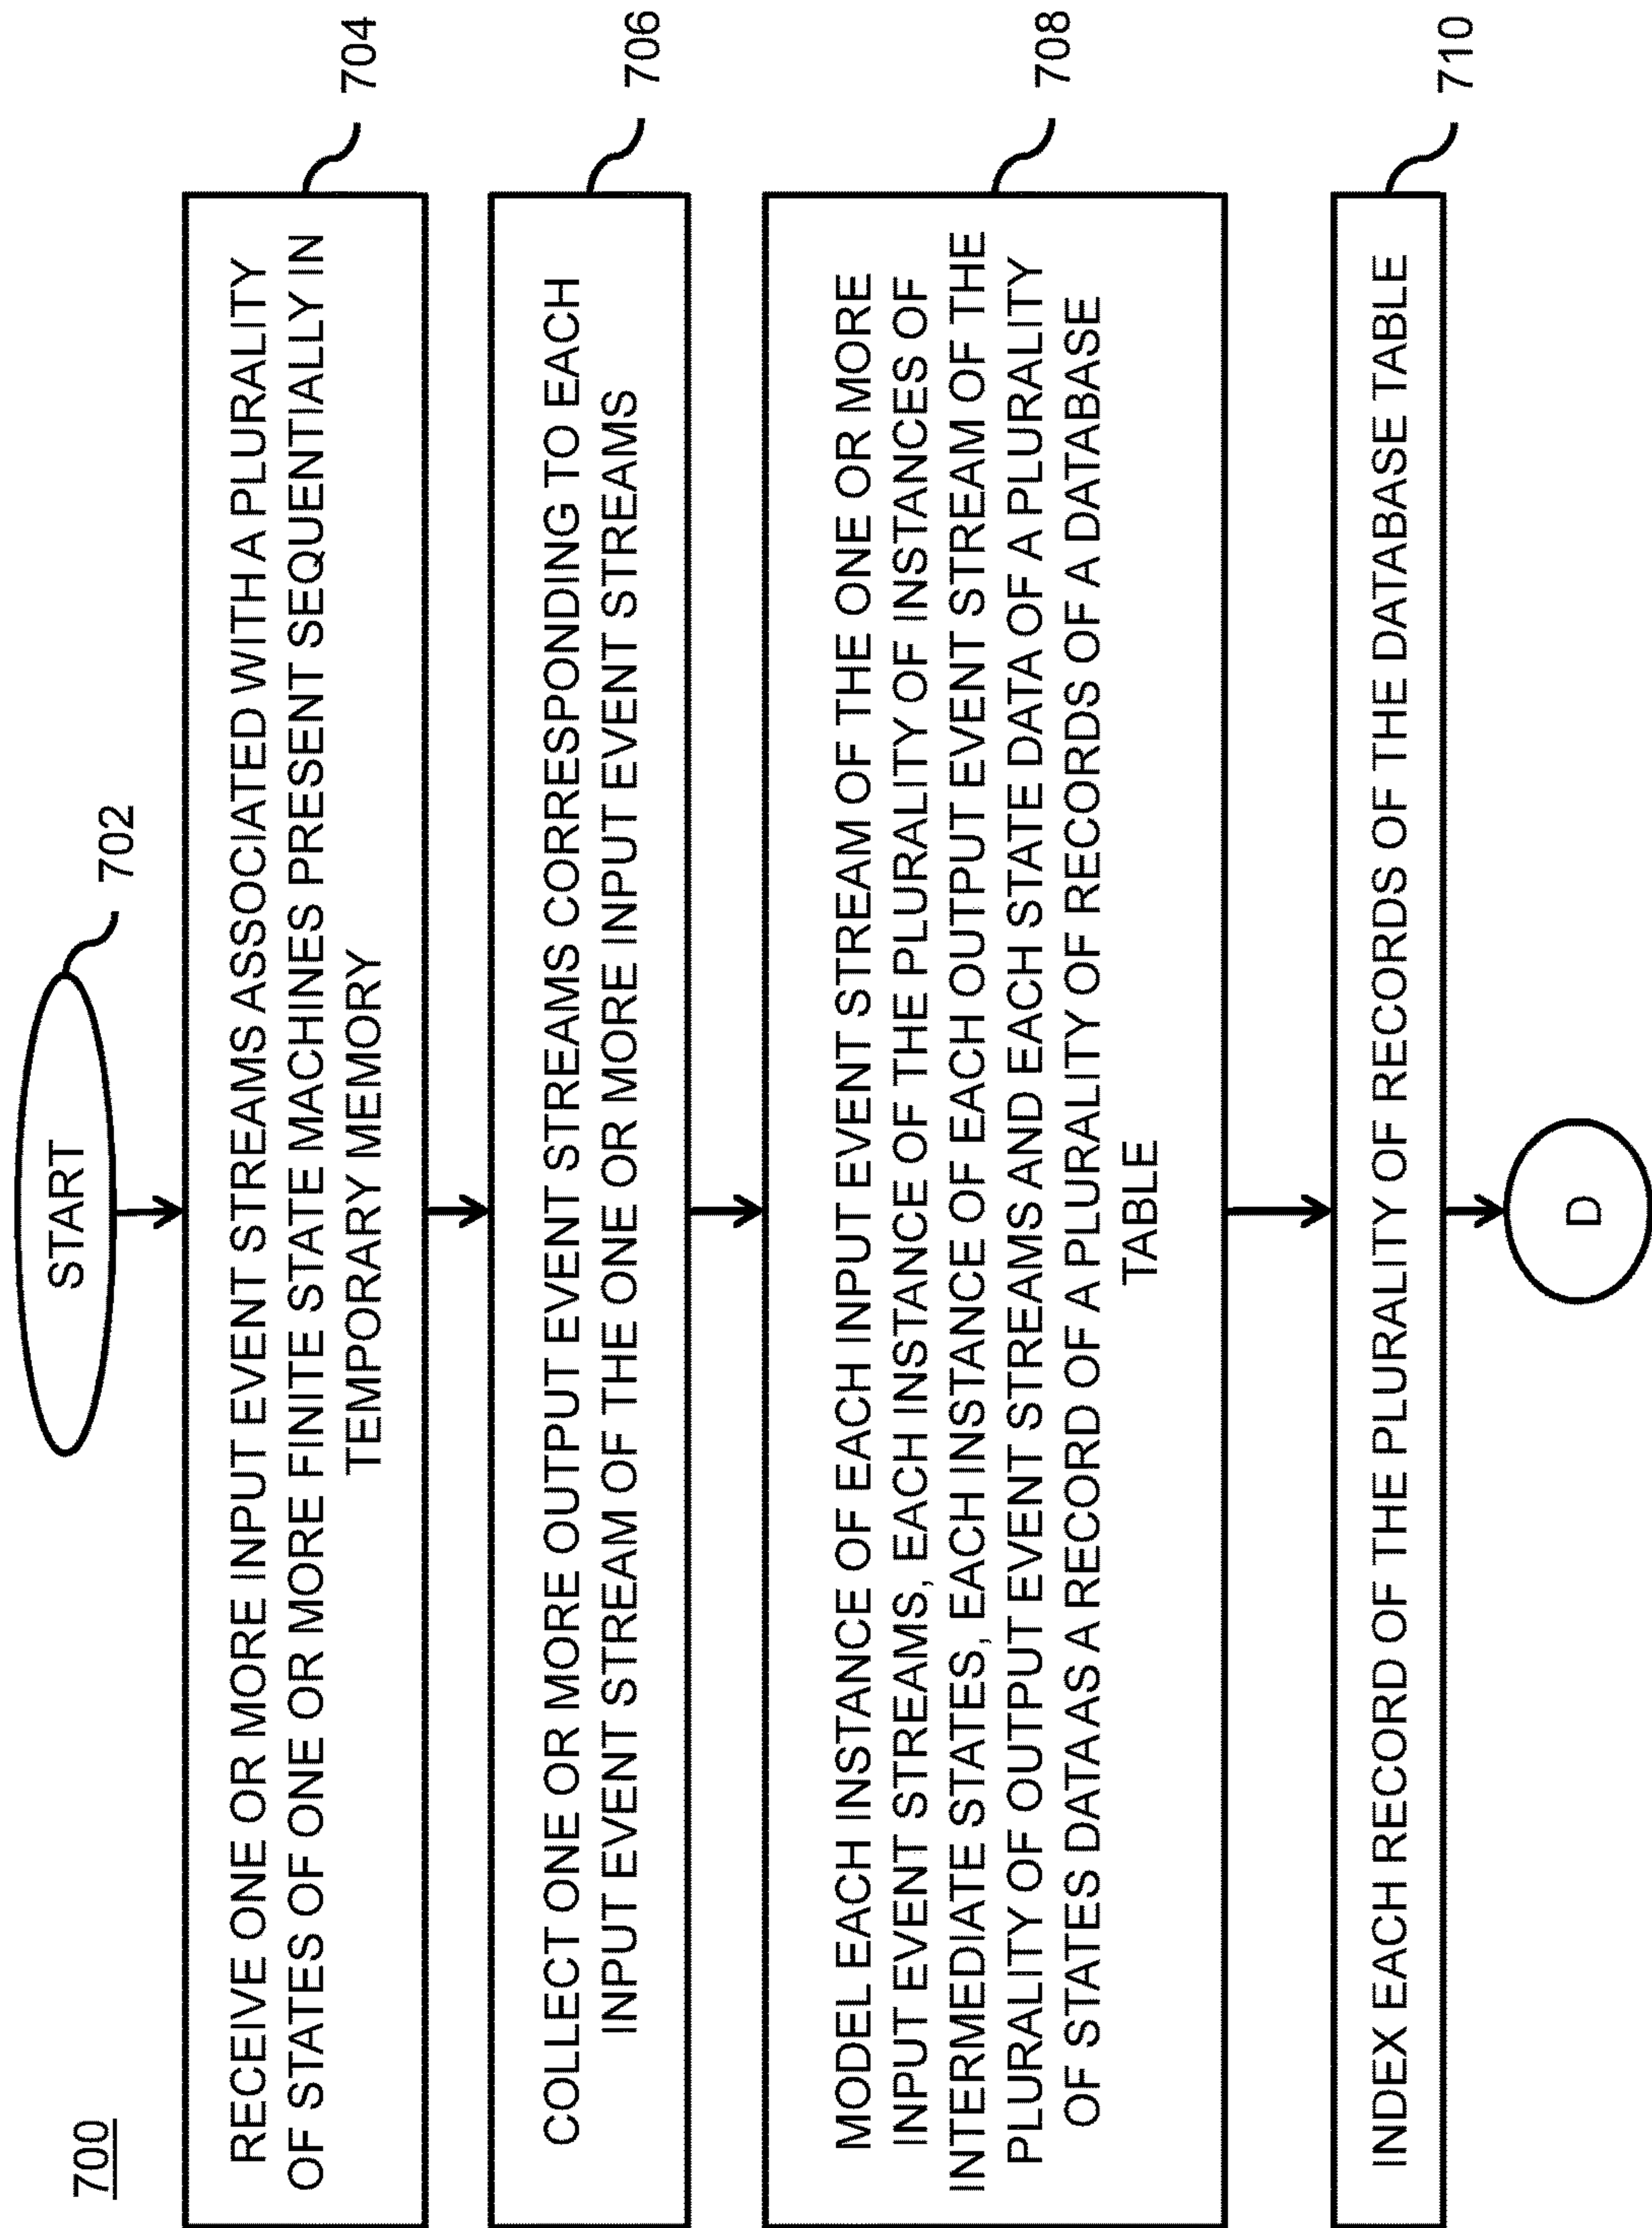 700
START
702
RECEIVE ONE OR MORE INPUT EVENT STREAMS ASSOCIATED WITH A PLURALITY
OF STATES OF ONE OR MORE FINITE STATE MACHINES PRESENT SEQUENTIALLY IN
TEMPORARY MEMORY
704
COLLECT ONE OR MORE OUTPUT EVENT STREAMS CORRESPONDING TO EACH
INPUT EVENT STREAM OF THE ONE OR MORE INPUT EVENT STREAMS
706
MODEL EACH INSTANCE OF EACH INPUT EVENT STREAM OF THE ONE OR MORE
INPUT EVENT STREAMS, EACH INSTANCE OF THE PLURALITY OF INSTANCES OF
INTERMEDIATE STATES, EACH INSTANCE OF EACH OUTPUT EVENT STREAM OF THE
PLURALITY OF OUTPUT EVENT STREAMS AND EACH STATE DATA OF A PLURALITY
OF STATES DATA AS A RECORD OF A PLURALITY OF RECORDS OF A DATABASE
TABLE
708
INDEX EACH RECORD OF THE PLURALITY OF RECORDS OF THE DATABASE TABLE
710
D